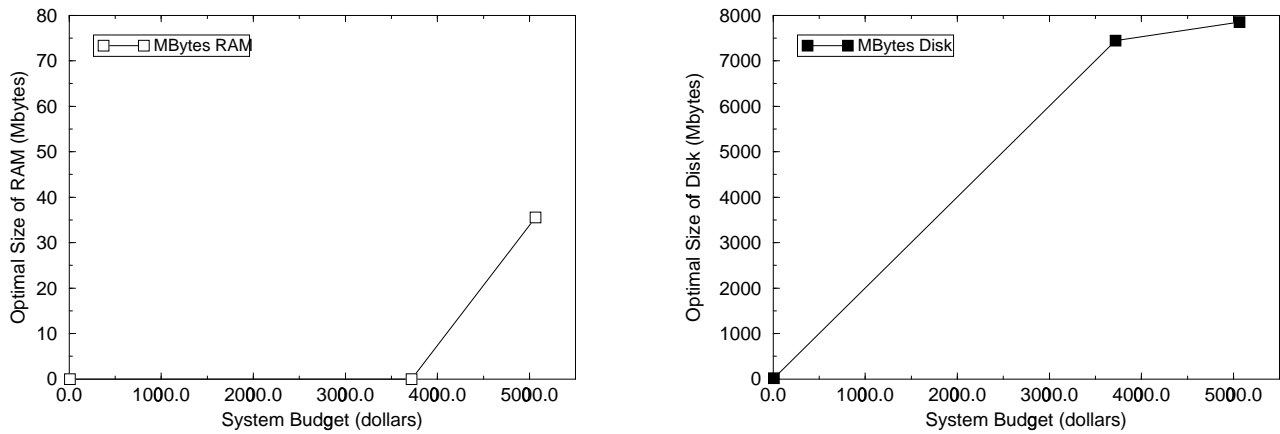 80
70
60
50
40
30
20
10
0
Optimal Size of RAM (Mbytes)
MBytes RAM
0.0 1000.0 2000.0 3000.0 4000.0 5000.0
System Budget (dollars)
8000
7000
6000
5000
4000
3000
2000
1000
0
Optimal Size of Disk (Mbytes)
MBytes Disk
0.0 1000.0 2000.0 3000.0 4000.0 5000.0
System Budget (dollars)